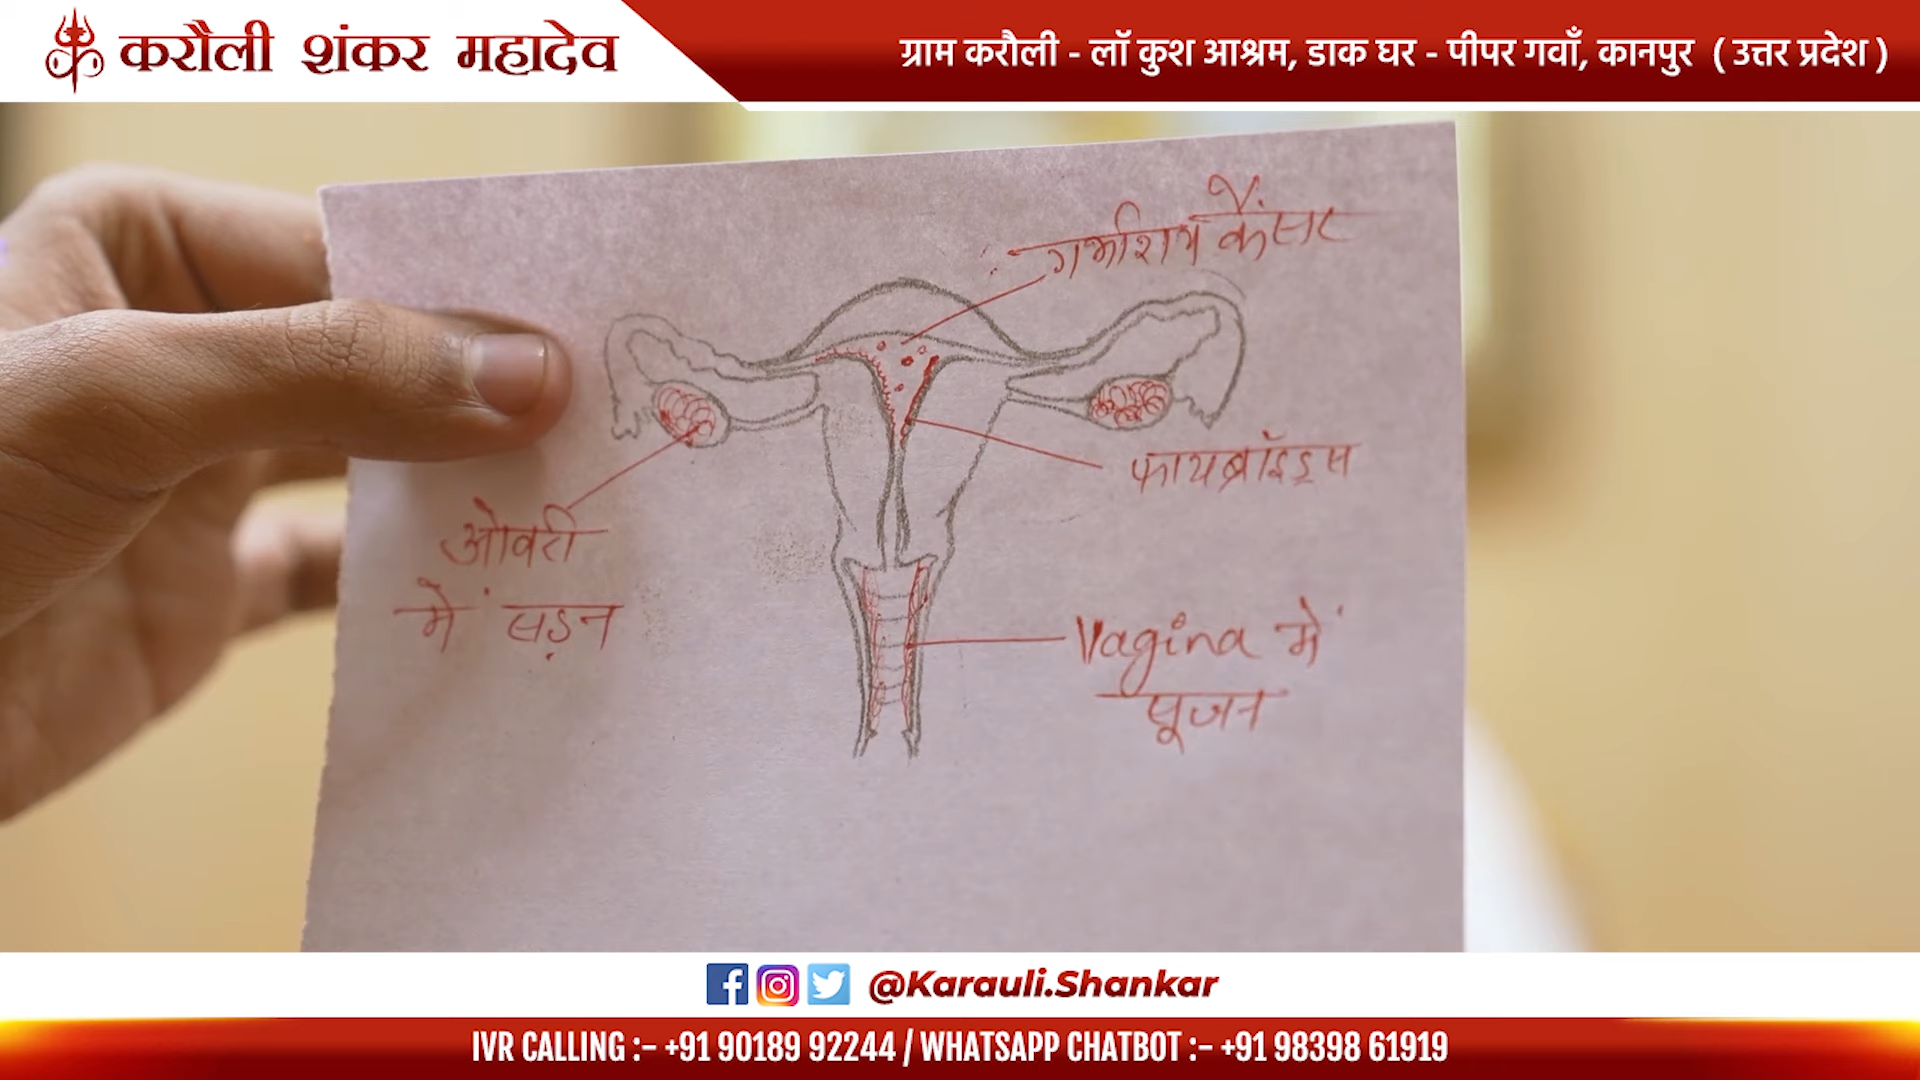 करौली शंकर महादेव
ग्राम करौली - लॉ कुश आश्रम, डाक घर - पीपर गवाँ, कानपुर ( उत्तर प्रदेश )
गर्भाशय कैंसर
फायब्रॉइड्स
ओवरी
में सड़न
Vagina में
सूजन
@Karauli.Shankar
IVR CALLING :- +91 90189 92244 / WHATSAPP CHATBOT :- +91 98398 61919